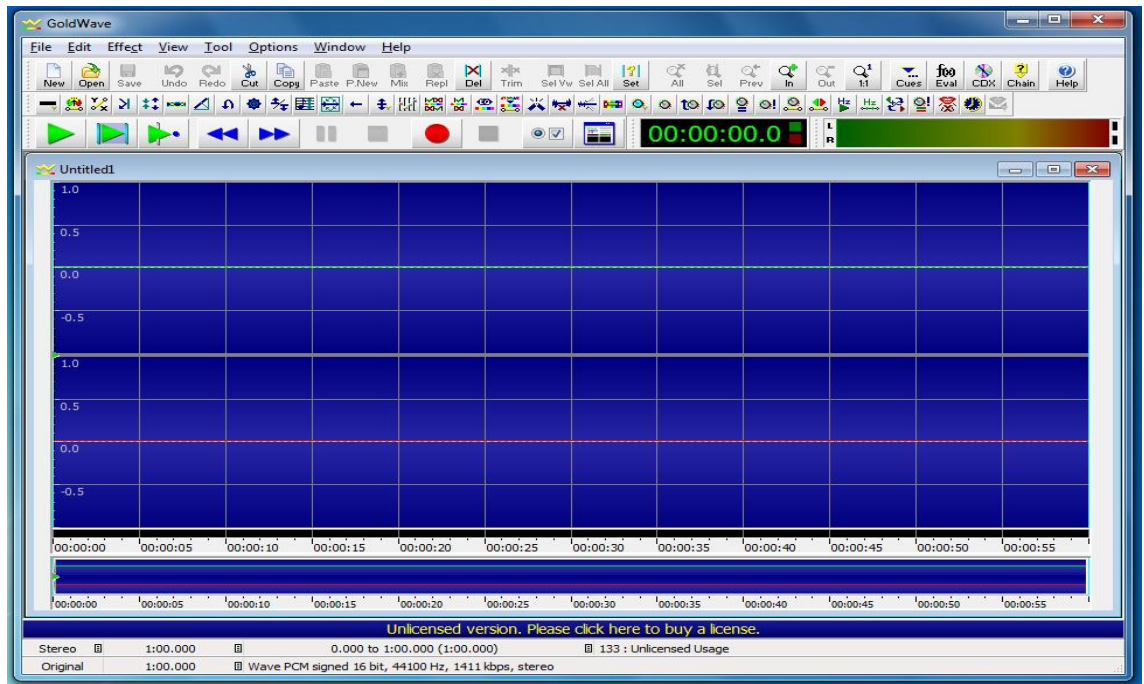 GoldWave
File Edit Effect View Tool Options Window Help
New Open Save Undo Redo Cut Copy Paste P.New Mix Repl Del Trim Sel Vw Sel All Set All Sel Prev In Out 1:1 Cues Eval CDX Chain Help
00:00:00.0
L
R
Untitled1
1.0
0.5
0.0
-0.5
1.0
0.5
0.0
-0.5
00:00:00 00:00:05 00:00:10 00:00:15 00:00:20 00:00:25 00:00:30 00:00:35 00:00:40 00:00:45 00:00:50 00:00:55
00:00:00 00:00:05 00:00:10 00:00:15 00:00:20 00:00:25 00:00:30 00:00:35 00:00:40 00:00:45 00:00:50 00:00:55
Unlicensed version. Please click here to buy a license.
Stereo 1:00.000 0.000 to 1:00.000 (1:00.000) 133 : Unlicensed Usage
Original 1:00.000 Wave PCM signed 16 bit, 44100 Hz, 1411 kbps, stereo